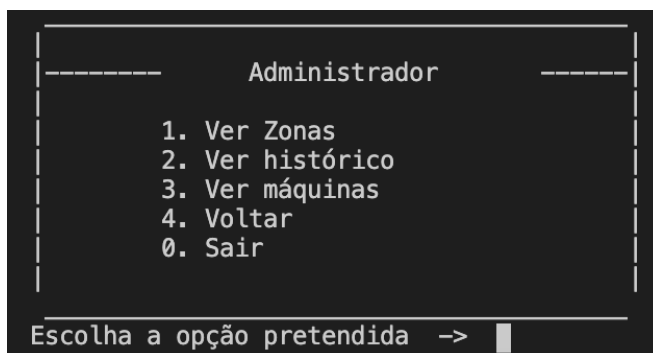 -------- Administrador ------
1. Ver Zonas
2. Ver histórico
3. Ver máquinas
4. Voltar
0. Sair
Escolha a opção pretendida ->